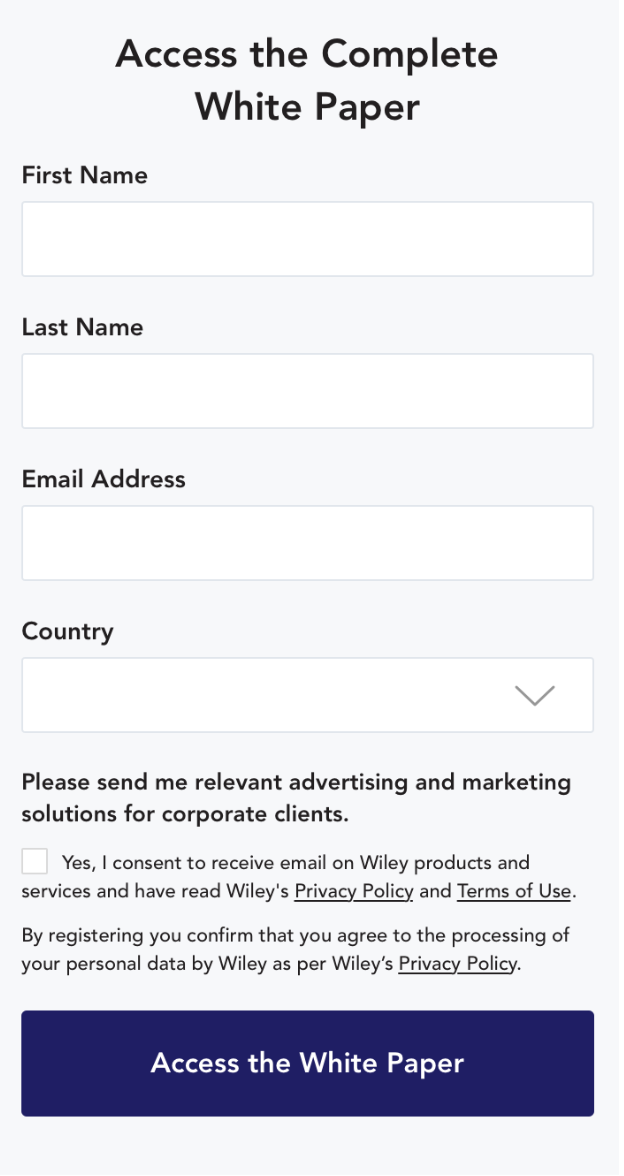 Access the Complete
White Paper
First Name
Last Name
Email Address
Country
Please send me relevant advertising and marketing
solutions for corporate clients.
Yes, I consent to receive email on Wiley products and
services and have read Wiley's Privacy Policy and Terms of Use.
By registering you confirm that you agree to the processing of
your personal data by Wiley as per Wiley’s Privacy Policy.
Access the White Paper